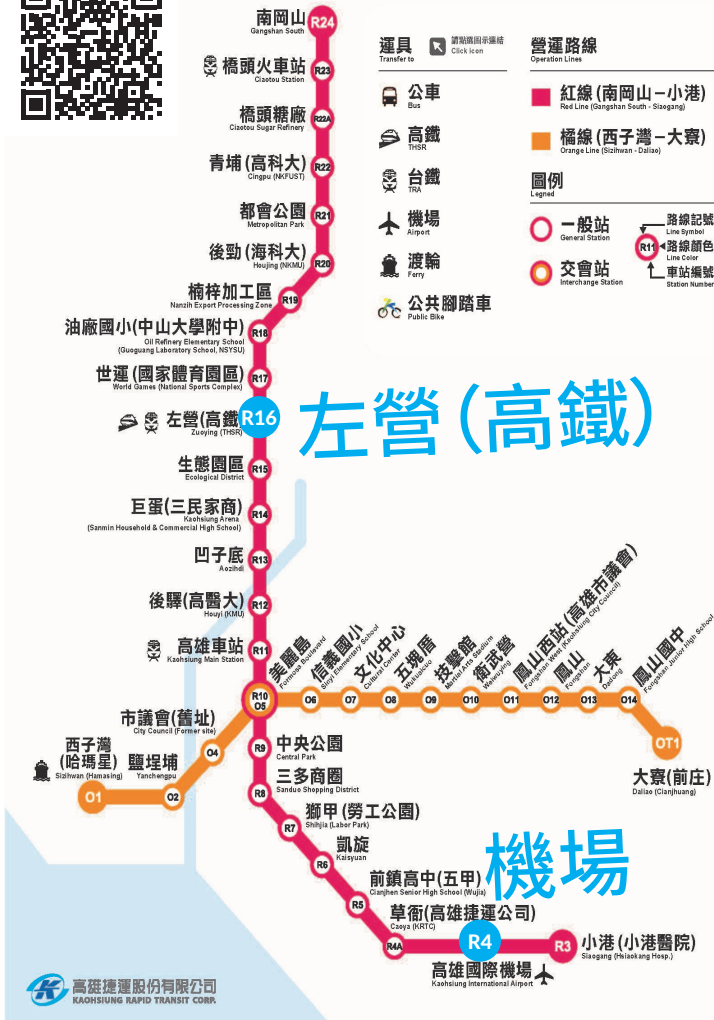 南岡山
Gangshan South
R24
橋頭火車站
Ciaotou Station
R23
橋頭糖廠
Ciaotou Sugar Refinery
R22A
青埔(高科大)
Cingpu (NKFUST)
R22
都會公園
Metropolitan Park
R21
後勁(海科大)
Houjing (NKMU)
R20
楠梓加工區
Nanzih Export Processing Zone
R19
油廠國小(中山大學附中)
Oil Refinery Elementary School
(Guoguang Laboratory School, NSYSU)
R18
世運(國家體育園區)
World Games (National Sports Complex)
R17
左營(高鐵
Zuoying (THSR)
R16
左營(高鐵)
生態園區
Ecological District
R15
巨蛋(三民家商)
Kaohsiung Arena
(Sanmin Household & Commercial High School)
R14
凹子底
Aozihdi
R13
後驛(高醫大)
Houyi (KMU)
R12
高雄車站
Kaohsiung Main Station
R11
運具
Transfer to
請點選圖示連結
Click icon
公車
Bus
高鐵
THSR
台鐵
TRA
機場
Airport
渡輪
Ferry
公共腳踏車
Public Bike
營運路線
Operation Lines
紅線(南岡山－小港)
Red Line (Gangshan South - Siaogang)
橘線(西子灣－大寮)
Orange Line (Sizihwan - Daliao)
圖例
Legned
一般站
General Station
交會站
Interchange Station
R11
路線記號
Line Symbol
路線顏色
Line Color
車站編號
Station Number
美麗島
Formosa Boulevard
R10
O5
信義國小
Sinyi Elementary School
O6
文化中心
Cultural Center
O7
五塊厝
Wukuaicuo
O8
技擊館
Martial Arts Stadium
O9
衛武營
Weiwuying
O10
鳳山西站(高雄市議會)
Fongshan West (Kaohsiung City Council)
O11
鳳山
Fongshan
O12
大東
Dadong
O13
鳳山國中
Fongshan Junior High School
O14
OT1
大寮(前庄)
Daliao (Cianjhuang)
市議會(舊址)
City Council (Former site)
O4
鹽埕埔
Yanchengpu
O2
西子灣
(哈瑪星)
Sizihwan (Hamasing)
O1
R9
中央公園
Central Park
R8
三多商圈
Sanduo Shopping District
R7
獅甲(勞工公園)
Shihjia (Labor Park)
R6
凱旋
Kaisyuan
R5
前鎮高中(五甲)
Cianjhen Senior High School (Wujia)
草衙(高雄捷運公司)
Caoya (KRTC)
R4A
機場
R4
高雄國際機場
Kaohsiung International Airport
R3
小港(小港醫院)
Siaogang (Hsiaokang Hosp.)
高雄捷運股份有限公司
KAOHSIUNG RAPID TRANSIT CORP.